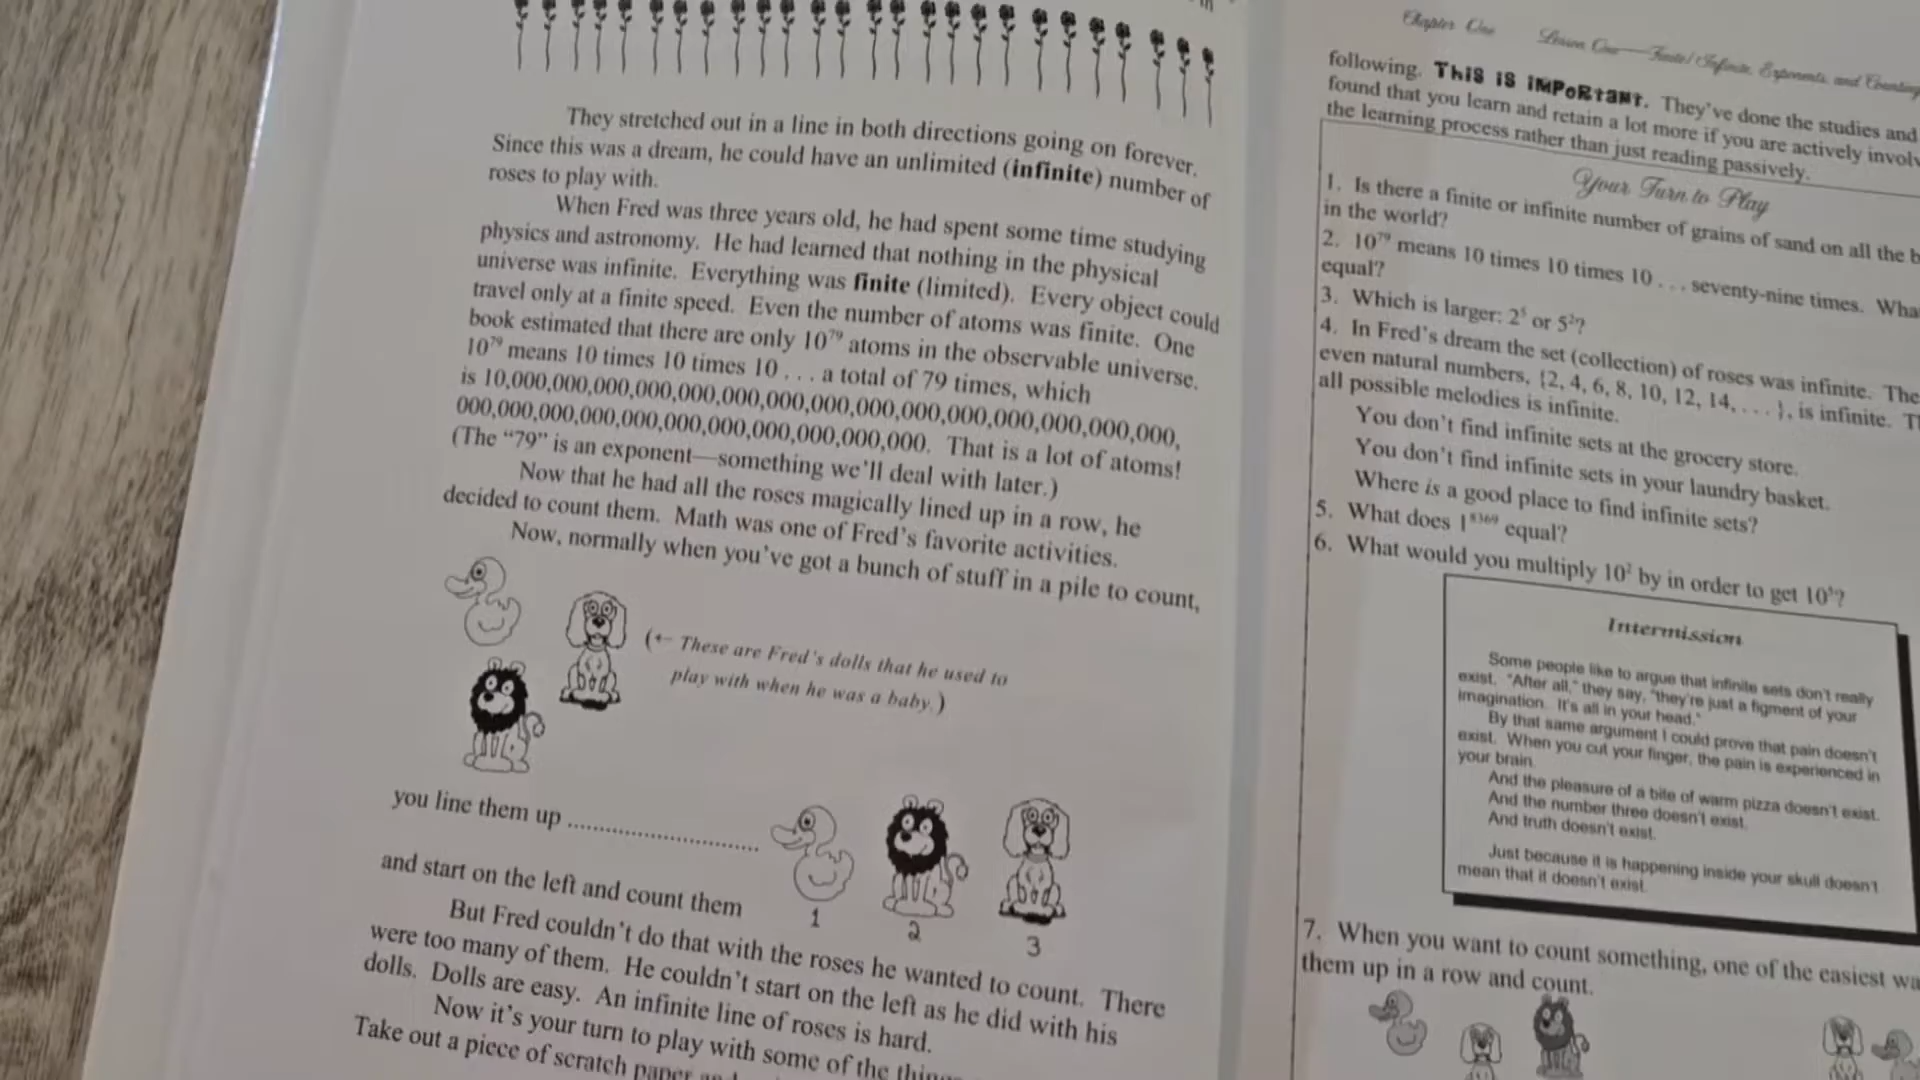 They stretched out in a line in both directions going on forever.
Since this was a dream, he could have an unlimited (infinite) number of
roses to play with.
When Fred was three years old, he had spent some time studying
physics and astronomy. He had learned that nothing in the physical
universe was infinite. Everything was finite (limited). Every object could
travel only at a finite speed. Even the number of atoms was finite. One
book estimated that there are only 10⁷⁹ atoms in the observable universe.
10⁷⁹ means 10 times 10 times 10 . . . a total of 79 times, which
is 10,000,000,000,000,000,000,000,000,000,000,000,000,000,000,000,
000,000,000,000,000,000,000,000,000,000,000. That is a lot of atoms!
(The “79” is an exponent—something we’ll deal with later.)
Now that he had all the roses magically lined up in a row, he
decided to count them. Math was one of Fred’s favorite activities.
Now, normally when you’ve got a bunch of stuff in a pile to count,
(← These are Fred’s dolls that he used to
play with when he was a baby.)
you line them up ..........................
and start on the left and count them
1 2 3
But Fred couldn’t do that with the roses he wanted to count. There
were too many of them. He couldn’t start on the left as he did with his
dolls. Dolls are easy. An infinite line of roses is hard.
Now it’s your turn to play with some of the
Take out a piece of scratch paper
Chapter One Lesson One—Finite/Infinite, Exponents, and Counting
following. THIS IS IMPORTANT. They’ve done the studies and
found that you learn and retain a lot more if you are actively
the learning process rather than just reading passively.
Your Turn to Play
1. Is there a finite or infinite number of grains of sand on all the
in the world?
2. 10⁷⁹ means 10 times 10 times 10 . . . seventy-nine times.
equal?
3. Which is larger: 2⁵ or 5²?
4. In Fred’s dream the set (collection) of roses was infinite.
even natural numbers, {2, 4, 6, 8, 10, 12, 14, . . . }, is infinite.
all possible melodies is infinite.
You don’t find infinite sets at the grocery store.
You don’t find infinite sets in your laundry basket.
Where is a good place to find infinite sets?
5. What does 1⁸³⁶⁹ equal?
6. What would you multiply 10² by in order to get 10⁵?
Intermission
Some people like to argue that infinite sets don’t really
exist. “After all,” they say, “they’re just a figment of your
imagination. It’s all in your head.”
By that same argument I could prove that pain doesn’t
exist. When you cut your finger, the pain is experienced in
your brain.
And the pleasure of a bite of warm pizza doesn’t exist.
And the number three doesn’t exist.
And truth doesn’t exist.
Just because it is happening inside your skull doesn’t
mean that it doesn’t exist.
7. When you want to count something, one of the easiest
them up in a row and count.